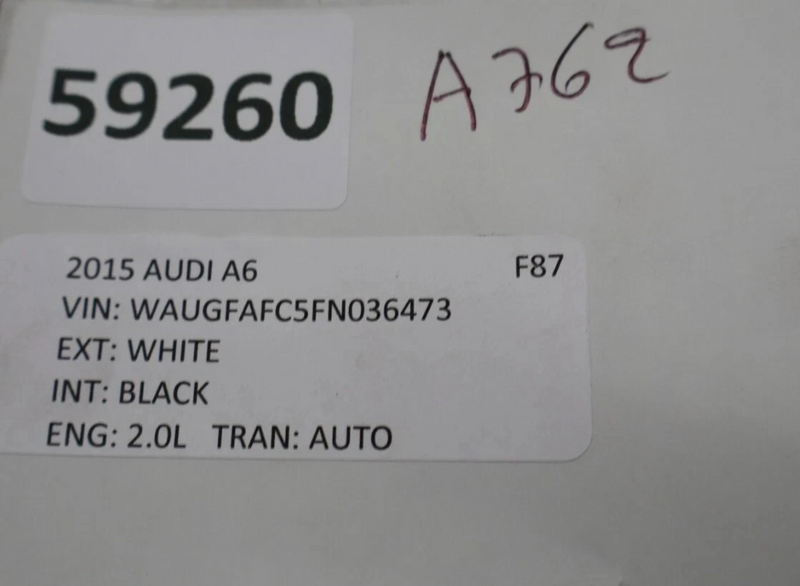 59260
A762
2015 AUDI A6 F87
VIN: WAUGFAFC5FN036473
EXT: WHITE
INT: BLACK
ENG: 2.0L TRAN: AUTO